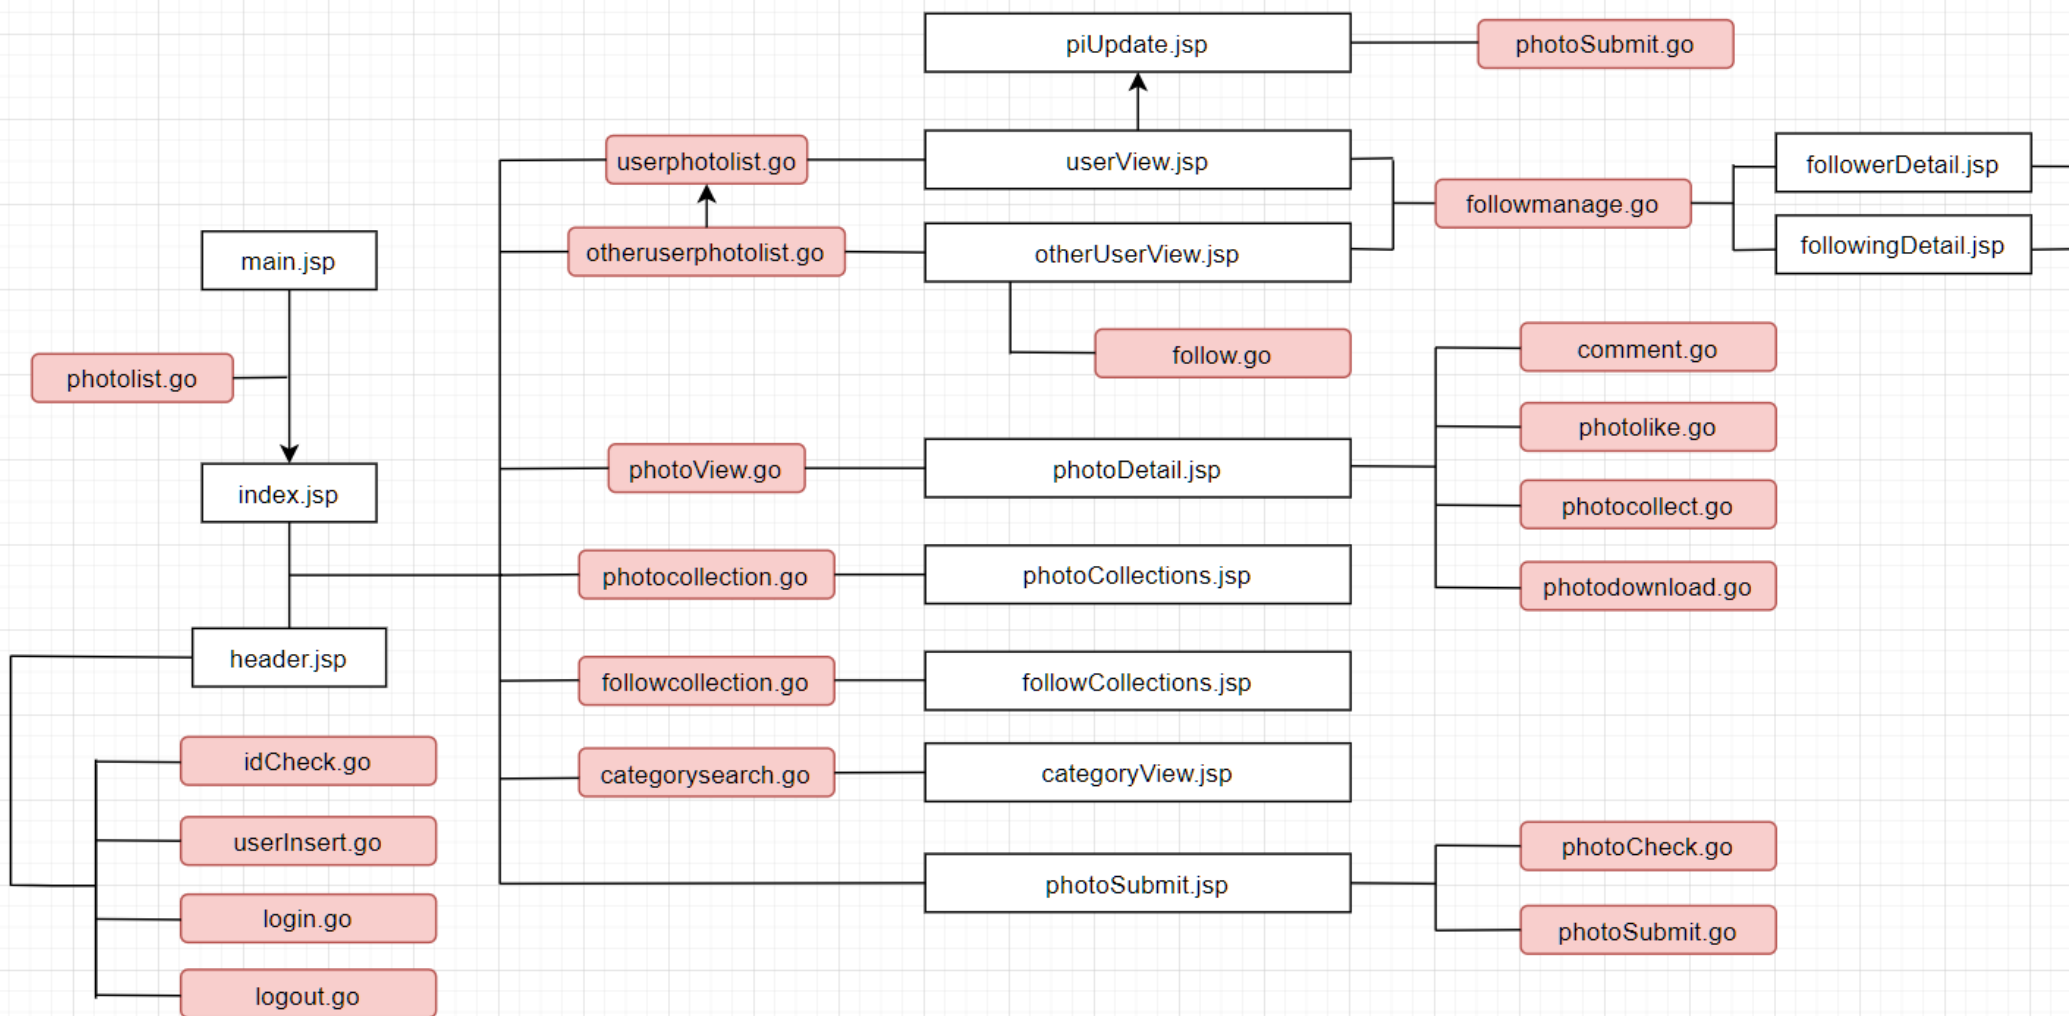 piUpdate.jsp
photoSubmit.go
userphotolist.go
userView.jsp
followerDetail.jsp
followmanage.go
main.jsp
otheruserphotolist.go
otherUserView.jsp
followingDetail.jsp
photolist.go
follow.go
comment.go
photolike.go
index.jsp
photoView.go
photoDetail.jsp
photocollect.go
photocollection.go
photoCollections.jsp
photodownload.go
header.jsp
followcollection.go
followCollections.jsp
idCheck.go
categorysearch.go
categoryView.jsp
userInsert.go
photoCheck.go
login.go
photoSubmit.jsp
photoSubmit.go
logout.go